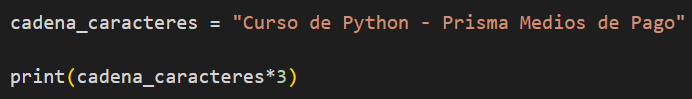 cadena_caracteres = "Curso de Python - Prisma Medios de Pago"
print(cadena_caracteres*3)